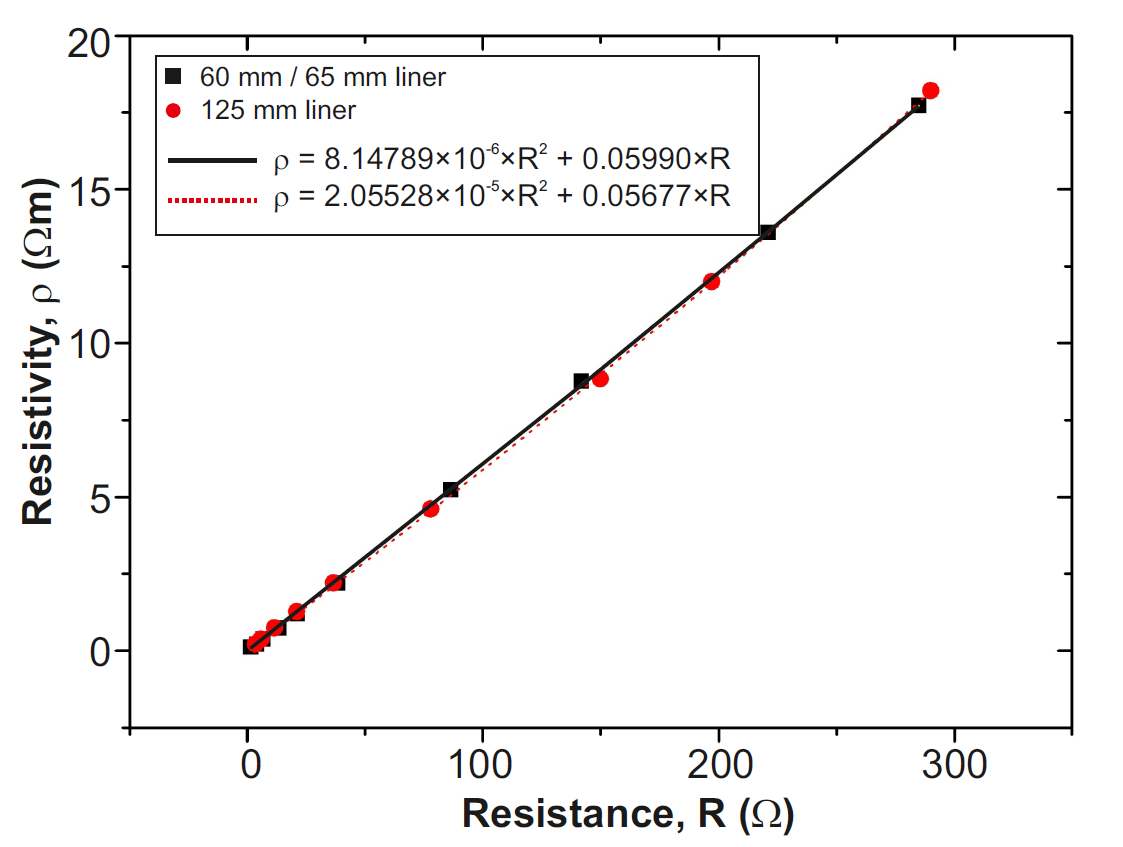 20
15
10
5
0
Resistivity, ρ (Ωm)
60 mm / 65 mm liner
125 mm liner
ρ = 8.14789×10⁻⁶×R² + 0.05990×R
ρ = 2.05528×10⁻⁵×R² + 0.05677×R
0 100 200 300
Resistance, R (Ω)